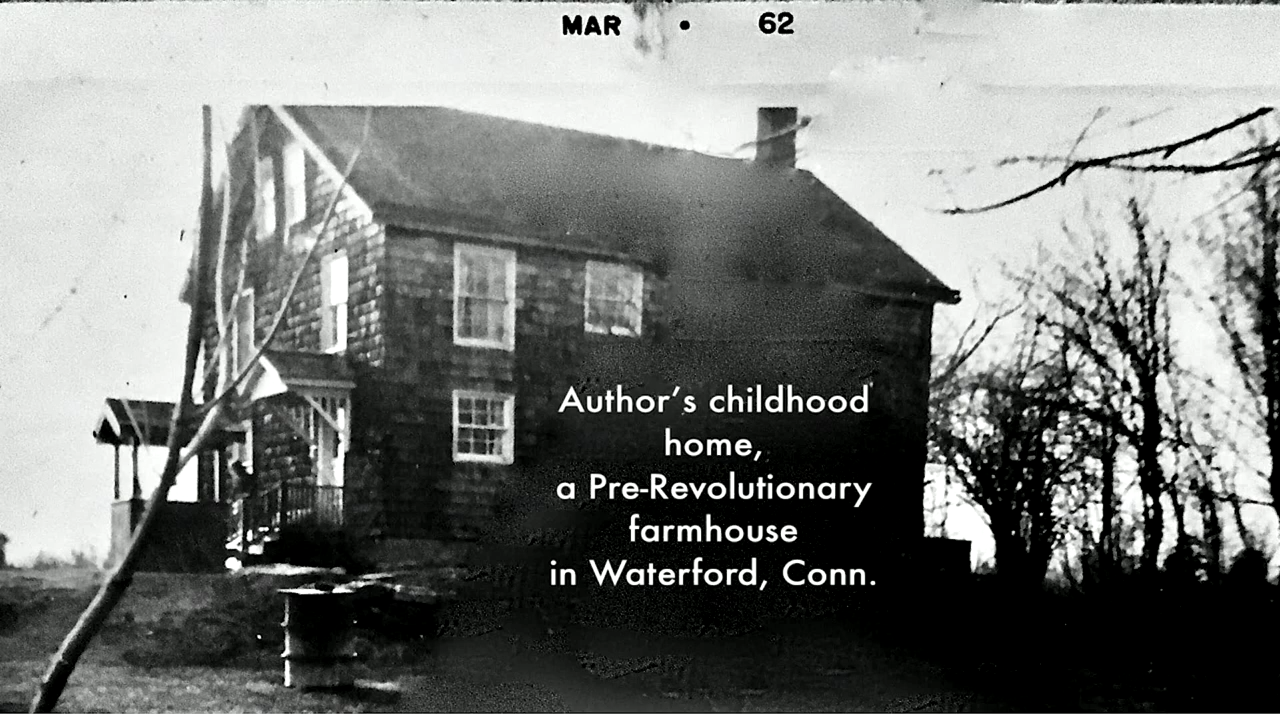 MAR • 62
Author's childhood
home,
a Pre-Revolutionary
farmhouse
in Waterford, Conn.